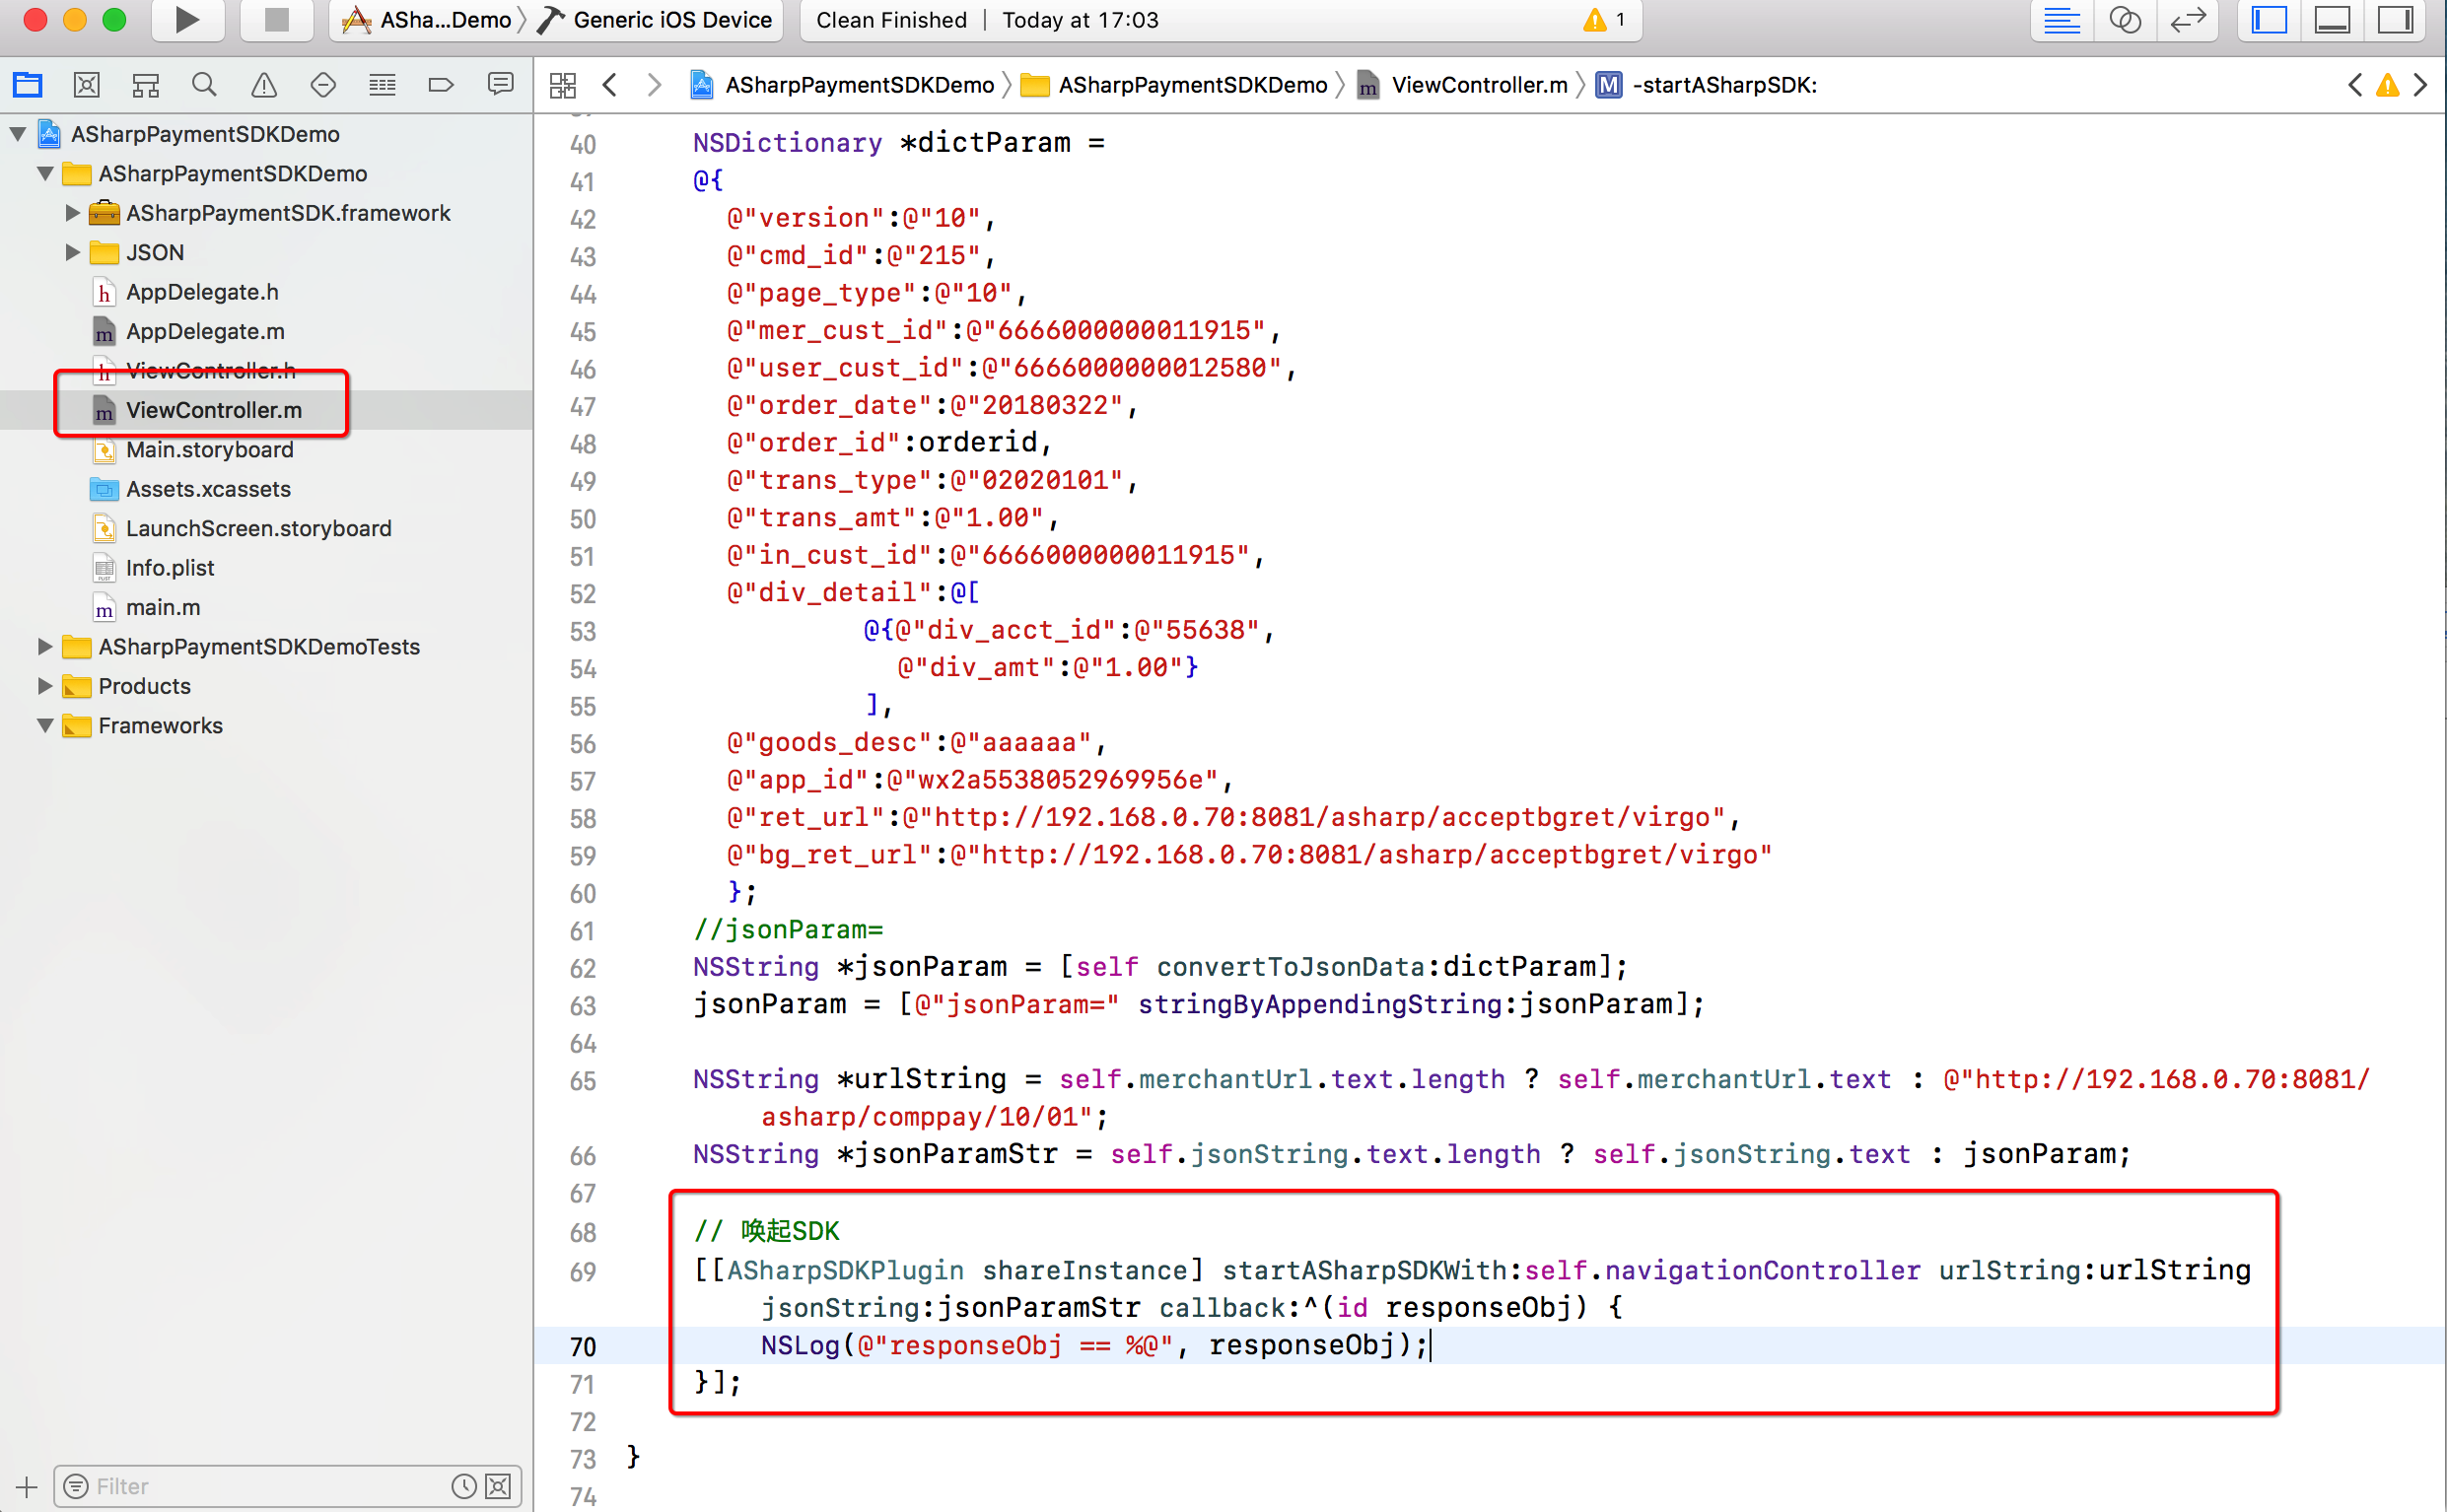 ASha...Demo Generic iOS Device
Clean Finished | Today at 17:03
1
ASharpPaymentSDKDemo ASharpPaymentSDKDemo ViewController.m M -startASharpSDK:
ASharpPaymentSDKDemo
ASharpPaymentSDKDemo
ASharpPaymentSDK.framework
JSON
h AppDelegate.h
m AppDelegate.m
h ViewController.h
m ViewController.m
Main.storyboard
Assets.xcassets
LaunchScreen.storyboard
Info.plist
m main.m
ASharpPaymentSDKDemoTests
Products
Frameworks
Filter
40 NSDictionary *dictParam =
41 @{
42 @"version":@"10",
43 @"cmd_id":@"215",
44 @"page_type":@"10",
45 @"mer_cust_id":@"6666000000011915",
46 @"user_cust_id":@"6666000000012580",
47 @"order_date":@"20180322",
48 @"order_id":orderid,
49 @"trans_type":@"02020101",
50 @"trans_amt":@"1.00",
51 @"in_cust_id":@"6666000000011915",
52 @"div_detail":@[
53 @{@"div_acct_id":@"55638",
54 @"div_amt":@"1.00"}
55 ],
56 @"goods_desc":@"aaaaaa",
57 @"app_id":@"wx2a5538052969956e",
58 @"ret_url":@"http://192.168.0.70:8081/asharp/acceptbgret/virgo",
59 @"bg_ret_url":@"http://192.168.0.70:8081/asharp/acceptbgret/virgo"
60 };
61 //jsonParam=
62 NSString *jsonParam = [self convertToJsonData:dictParam];
63 jsonParam = [@"jsonParam=" stringByAppendingString:jsonParam];
64
65 NSString *urlString = self.merchantUrl.text.length ? self.merchantUrl.text : @"http://192.168.0.70:8081/
asharp/comppay/10/01";
66 NSString *jsonParamStr = self.jsonString.text.length ? self.jsonString.text : jsonParam;
67
68 // 唤起SDK
69 [[ASharpSDKPlugin shareInstance] startASharpSDKWith:self.navigationController urlString:urlString
jsonString:jsonParamStr callback:^(id responseObj) {
70 NSLog(@"responseObj == %@", responseObj);
71 }];
72
73 }
74